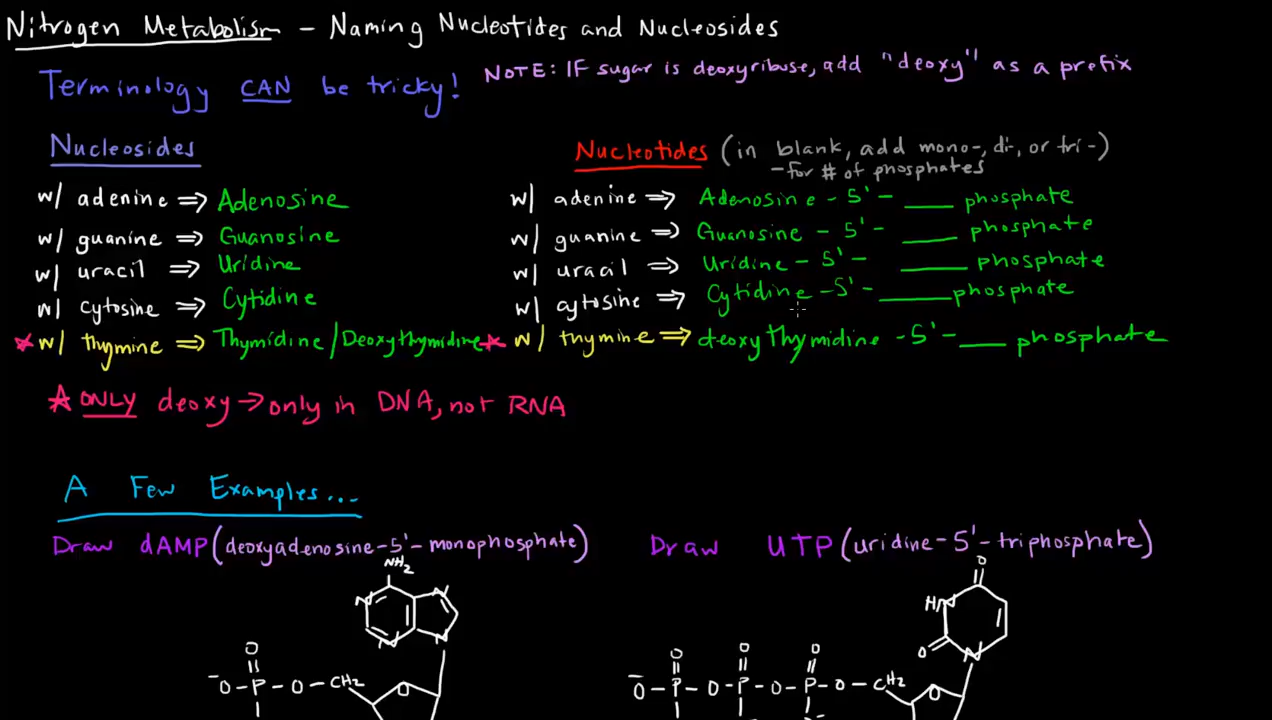 Nitrogen Metabolism - Naming Nucleotides and Nucleosides
Terminology CAN be tricky!
NOTE: IF sugar is deoxyribose, add "deoxy" as a prefix
Nucleosides
w/ adenine ⇒ Adenosine
w/ guanine ⇒ Guanosine
w/ uracil ⇒ Uridine
w/ cytosine ⇒ Cytidine
* w/ thymine ⇒ Thymidine/Deoxythymidine
Nucleotides (in blank, add mono-, di-, or tri-)
-for # of phosphates
w/ adenine ⇒ Adenosine - 5' - ____ phosphate
w/ guanine ⇒ Guanosine - 5' - ____ phosphate
w/ uracil ⇒ Uridine - 5' - ____ phosphate
w/ cytosine ⇒ Cytidine - 5' - ____ phosphate
* w/ thymine ⇒ deoxythymidine - 5' - ____ phosphate
* ONLY deoxy → only in DNA, not RNA
A Few Examples...
Draw dAMP (deoxyadenosine-5'-monophosphate)
NH2
N N
N N
O
-O-P-O-CH2
O
Draw UTP (uridine-5'-triphosphate)
O
HN
O N
O O O
-O-P-O-P-O-P-O-CH2
O